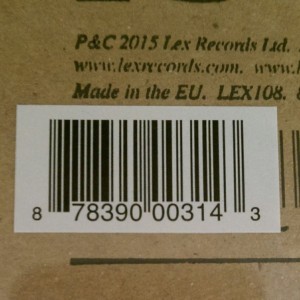 P&C 2015 Lex Records Ltd.
www.lexrecords.com.
Made in the EU. LEX108.
8 78390 00314 3